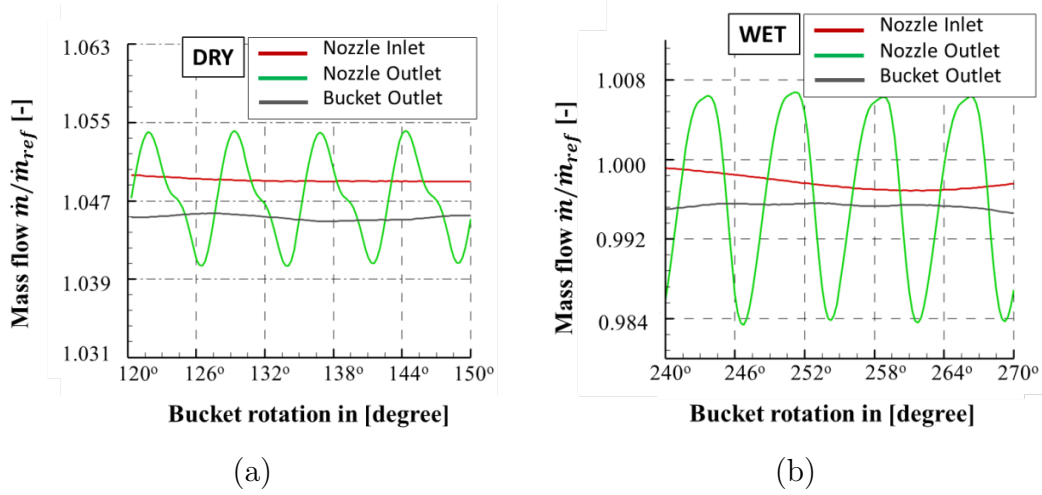 DRY
Nozzle Inlet
Nozzle Outlet
Bucket Outlet
1.063
1.055
1.047
1.039
1.031
Mass flow ṁ/ṁref [-]
120° 126° 132° 138° 144° 150°
Bucket rotation in [degree]
(a)
WET
Nozzle Inlet
Nozzle Outlet
Bucket Outlet
1.008
1.000
0.992
0.984
Mass flow ṁ/ṁref [-]
240° 246° 252° 258° 264° 270°
Bucket rotation in [degree]
(b)